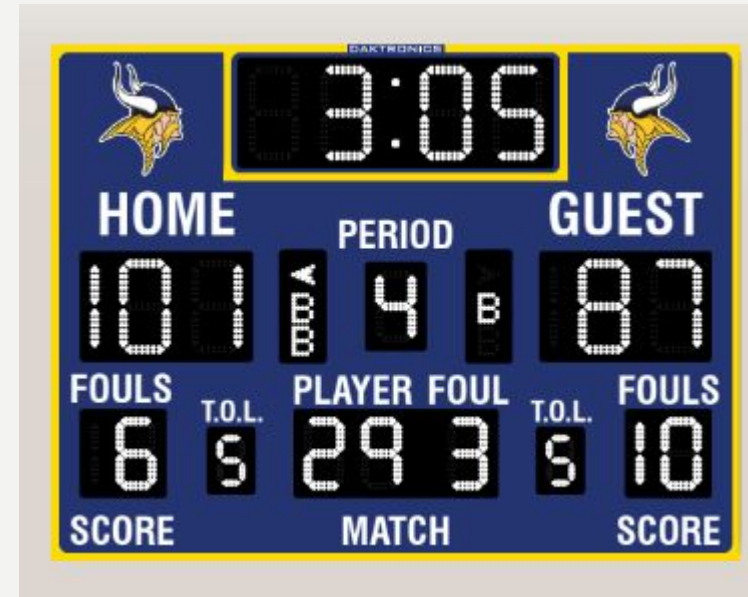 DAKTRONICS
3:05
HOME GUEST
PERIOD
101 B 4 B 87
B
FOULS PLAYER FOUL FOULS
T.O.L. T.O.L.
6 5 29 3 5 10
SCORE MATCH SCORE